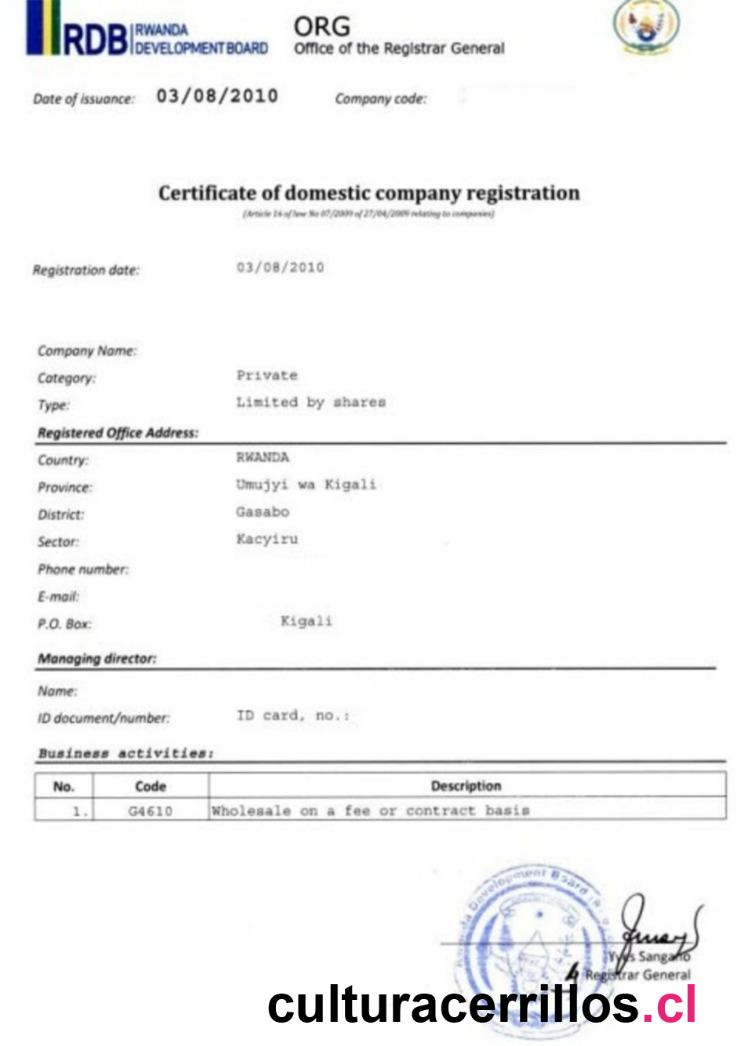 RDB RWANDA DEVELOPMENT BOARD
ORG
Office of the Registrar General
Date of issuance: 03/08/2010 Company code:
Certificate of domestic company registration
(Article 16 of law No 07/2009 of 27/04/2009 relating to companies)
Registration date: 03/08/2010
Company Name:
Category: Private
Type: Limited by shares
Registered Office Address:
Country: RWANDA
Province: Umujyi wa Kigali
District: Gasabo
Sector: Kacyiru
Phone number:
E-mail:
P.O. Box: Kigali
Managing director:
Name:
ID document/number: ID card, no.:
Business activities:
No. Code Description
1. G4610 Wholesale on a fee or contract basis
Development Board
Yves Sangano
Registrar General
culturacerrillos.cl